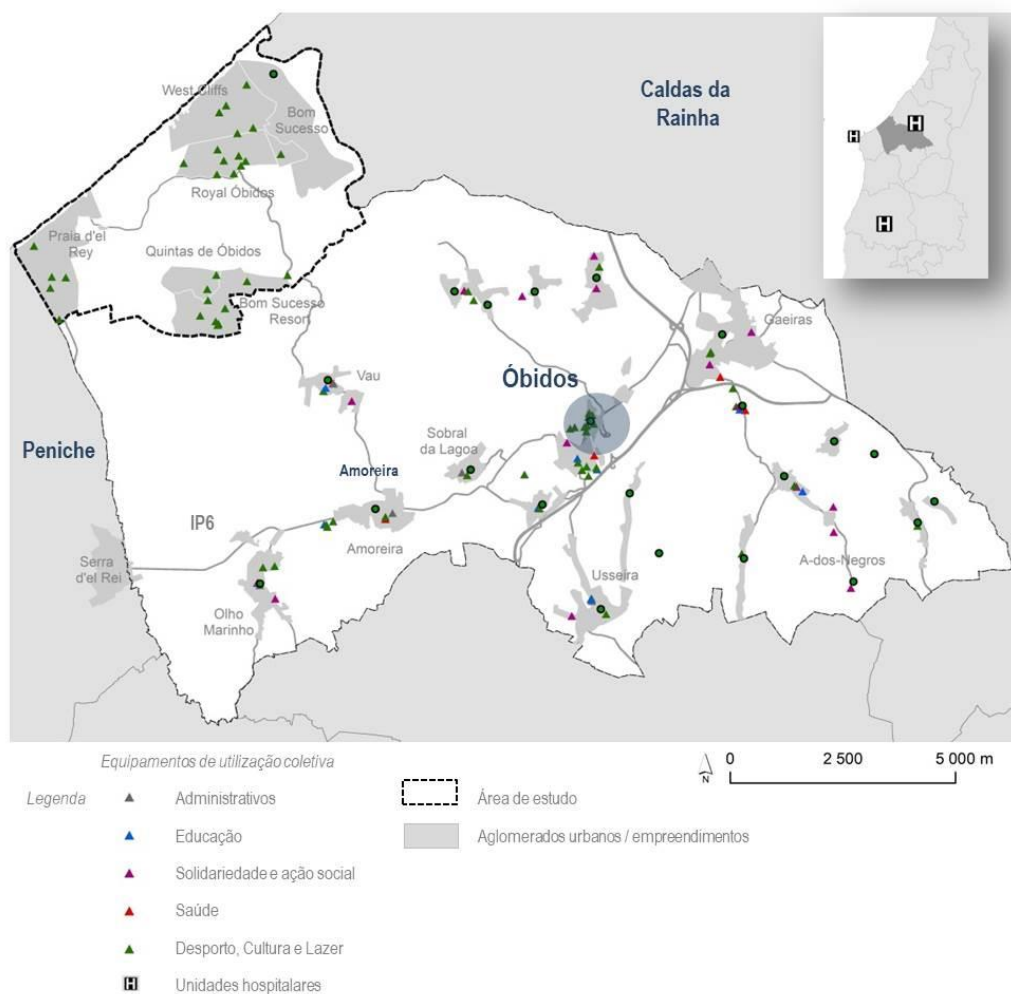 West Cliffs
Bom
Sucesso
Caldas da
Rainha
H
H
H
Royal Óbidos
Praia d'el
Rey
Quintas de Óbidos
Bom Sucesso
Resort
Gaeiras
Vau
Óbidos
Peniche
Sobral
da Lagoa
Amoreira
IP6
Serra
d'el Rei
Amoreira
Usseira
A-dos-Negros
Olho
Marinho
Equipamentos de utilização coletiva
Legenda
Administrativos
Educação
Solidariedade e ação social
Saúde
Desporto, Cultura e Lazer
H Unidades hospitalares
Área de estudo
Aglomerados urbanos / empreendimentos
N
0 2 500 5 000 m